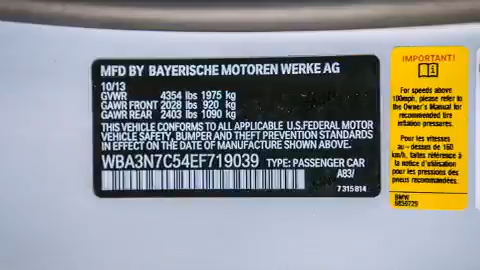 MFD BY BAYERISCHE MOTOREN WERKE AG
10/13
GVWR 4354 lbs 1975 kg
GAWR FRONT 2028 lbs 920 kg
GAWR REAR 2403 lbs 1090 kg
THIS VEHICLE CONFORMS TO ALL APPLICABLE U.S.FEDERAL MOTOR
VEHICLE SAFETY, BUMPER AND THEFT PREVENTION STANDARDS
IN EFFECT ON THE DATE OF MANUFACTURE SHOWN ABOVE.
WBA3N7C54EF719039 TYPE: PASSENGER CAR
A83/
7 315 814
IMPORTANT!
For speeds above
100mph, please refer to
the Owner's Manual for
recommended tire
inflation pressures.
Pour les vitesses
au-dessus de 160
km/h, faites référence à
la notice d'utilisation
pour les pressions des
pneus recommandées.
BMW
6859729